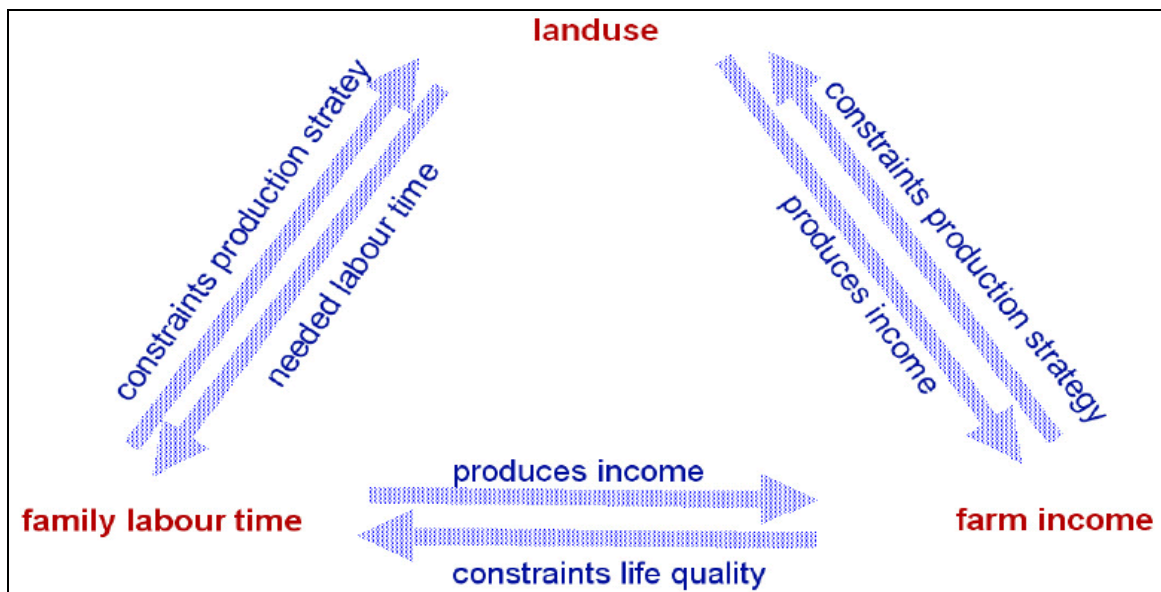 landuse
constraints production stratey
needed labour time
produces income
constraints production strategy
produces income
family labour time
farm income
constraints life quality